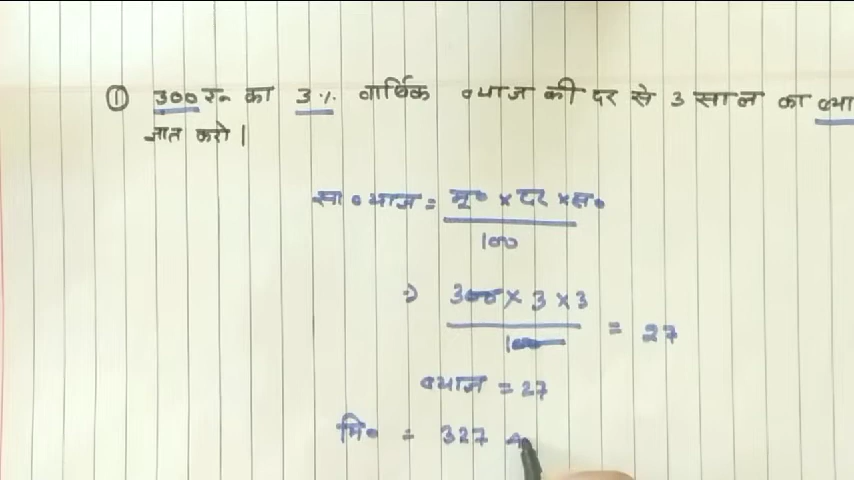 ① 300 रु० का 3% वार्षिक ब्याज की दर से 3 साल का ब्या
ज्ञात करो।
सा० ब्याज = मू० × दर × स०
100
⇒ 300 × 3 × 3
100
= 27
ब्याज = 27
मि० = 327